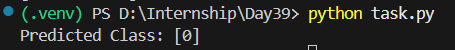 (.venv) PS D:\Internship\Day39> python task.py
Predicted Class: [0]